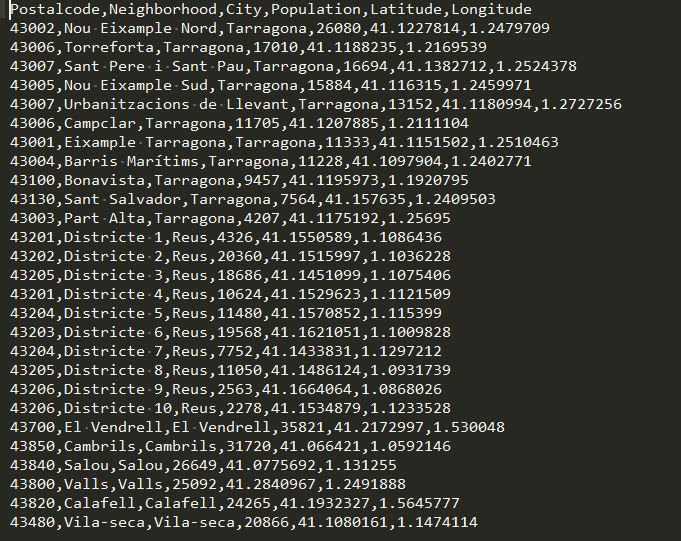 Postalcode,Neighborhood,City,Population,Latitude,Longitude
43002,Nou Eixample Nord,Tarragona,26080,41.1227814,1.2479709
43006,Torreforta,Tarragona,17010,41.1188235,1.2169539
43007,Sant Pere i Sant Pau,Tarragona,16694,41.1382712,1.2524378
43005,Nou Eixample Sud,Tarragona,15884,41.116315,1.2459971
43007,Urbanitzacions de Llevant,Tarragona,13152,41.1180994,1.2727256
43006,Campclar,Tarragona,11705,41.1207885,1.2111104
43001,Eixample Tarragona,Tarragona,11333,41.1151502,1.2510463
43004,Barris Marítims,Tarragona,11228,41.1097904,1.2402771
43100,Bonavista,Tarragona,9457,41.1195973,1.1920795
43130,Sant Salvador,Tarragona,7564,41.157635,1.2409503
43003,Part Alta,Tarragona,4207,41.1175192,1.25695
43201,Districte 1,Reus,4326,41.1550589,1.1086436
43202,Districte 2,Reus,20360,41.1515997,1.1036228
43205,Districte 3,Reus,18686,41.1451099,1.1075406
43201,Districte 4,Reus,10624,41.1529623,1.1121509
43204,Districte 5,Reus,11480,41.1570852,1.115399
43203,Districte 6,Reus,19568,41.1621051,1.1009828
43204,Districte 7,Reus,7752,41.1433831,1.1297212
43205,Districte 8,Reus,11050,41.1486124,1.0931739
43206,Districte 9,Reus,2563,41.1664064,1.0868026
43206,Districte 10,Reus,2278,41.1534879,1.1233528
43700,El Vendrell,El Vendrell,35821,41.2172997,1.530048
43850,Cambrils,Cambrils,31720,41.066421,1.0592146
43840,Salou,Salou,26649,41.0775692,1.131255
43800,Valls,Valls,25092,41.2840967,1.2491888
43820,Calafell,Calafell,24265,41.1932327,1.5645777
43480,Vila-seca,Vila-seca,20866,41.1080161,1.1474114